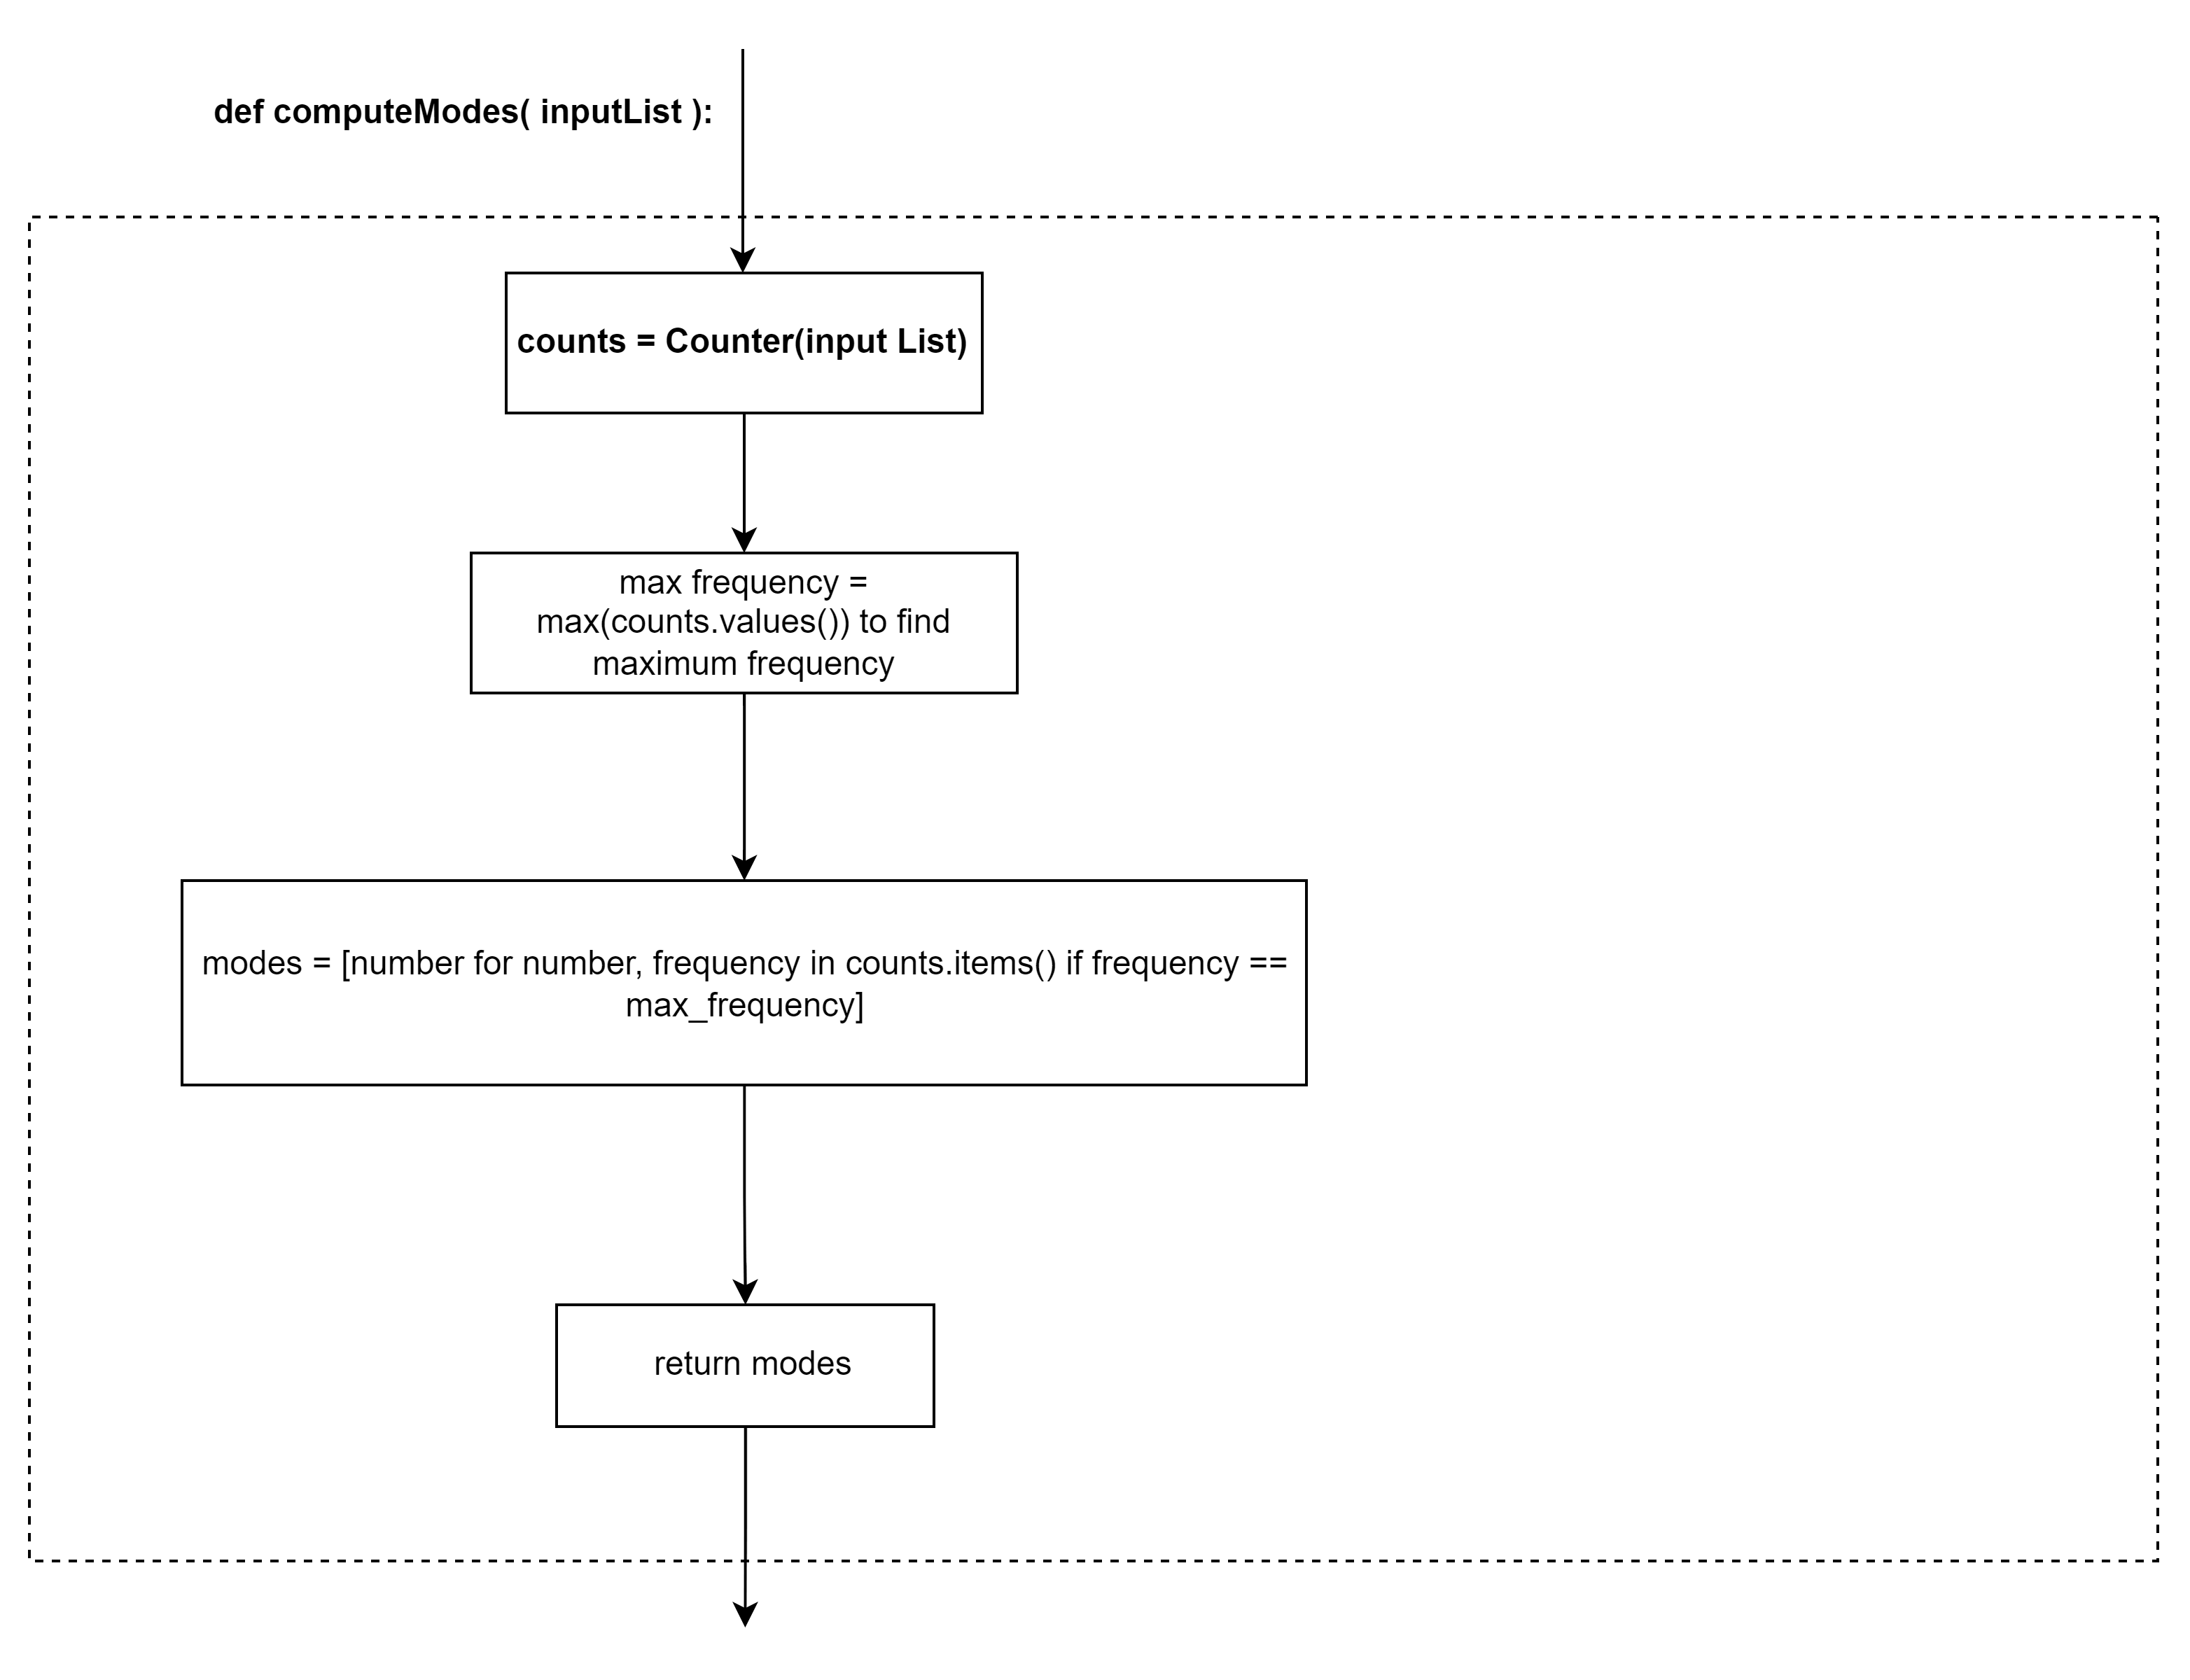 def computeModes( inputList ):
counts = Counter(input List)
max frequency =
max(counts.values()) to find
maximum frequency
modes = [number for number, frequency in counts.items() if frequency ==
max_frequency]
return modes